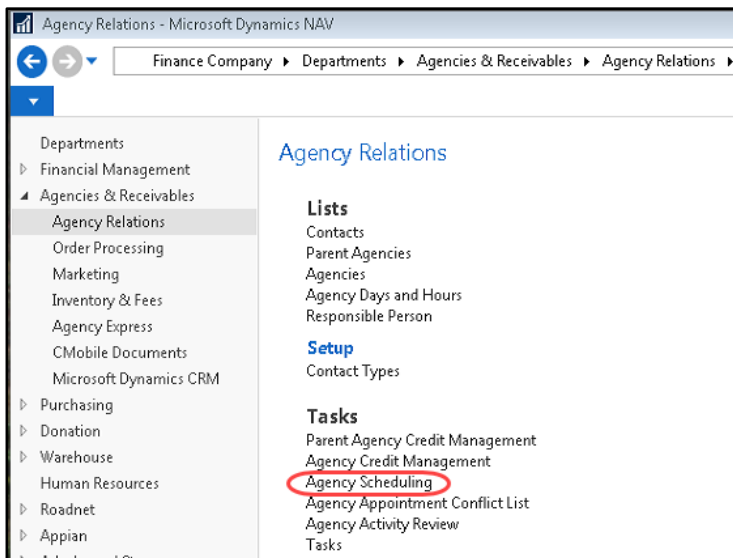 Agency Relations - Microsoft Dynamics NAV
Finance Company ▸ Departments ▸ Agencies & Receivables ▸ Agency Relations ▸
Departments
Financial Management
Agencies & Receivables
Agency Relations
Order Processing
Marketing
Inventory & Fees
Agency Express
CMobile Documents
Microsoft Dynamics CRM
Purchasing
Donation
Warehouse
Human Resources
Roadnet
Appian
Agency Relations
Lists
Contacts
Parent Agencies
Agencies
Agency Days and Hours
Responsible Person
Setup
Contact Types
Tasks
Parent Agency Credit Management
Agency Credit Management
Agency Scheduling
Agency Appointment Conflict List
Agency Activity Review
Tasks